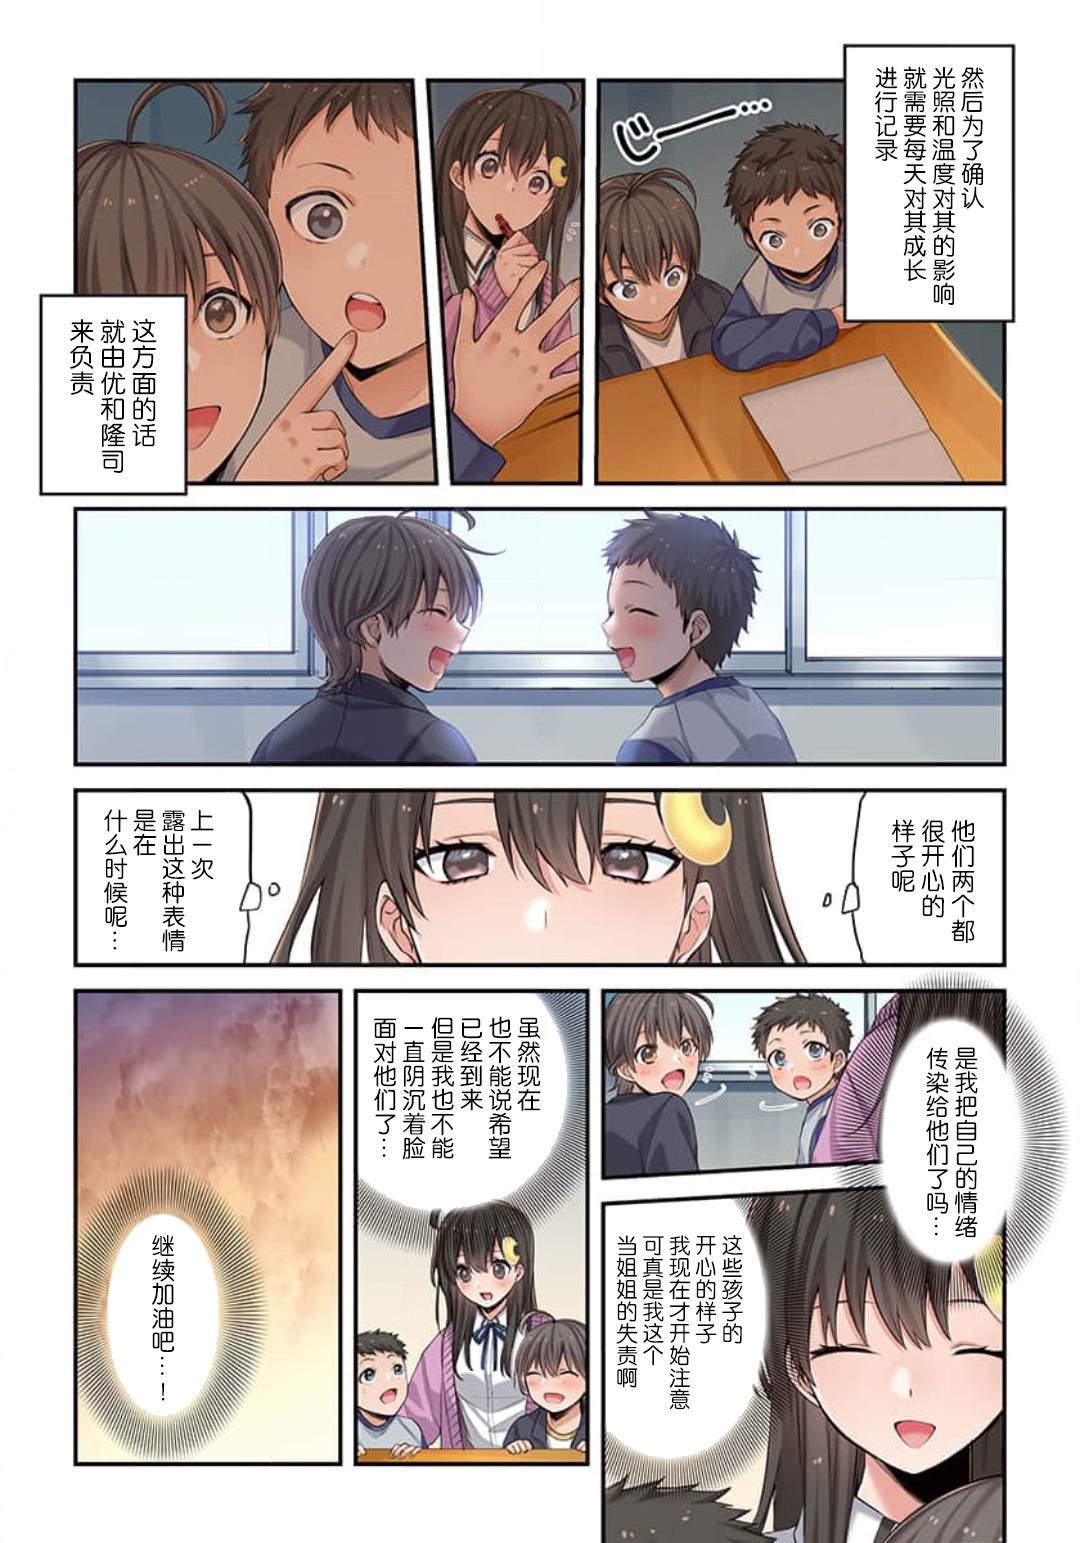 然后为了确认
光照和温度对其的影响
就需要每天对其成长
进行记录
じー…
这方面的话
就由优和隆司
来负责
他们两个都
很开心的
样子呢
上一次
露出这种表情
是在
什么时候呢…
是我把自己的情绪
传染给他们了吗…
这些孩子的
开心的样子
我现在才开始注意
可真是我这个
当姐姐的失责啊
虽然现在
也不能说希望
已经到来
但是我也不能
一直阴沉着脸
面对他们了…
继续加油吧…！